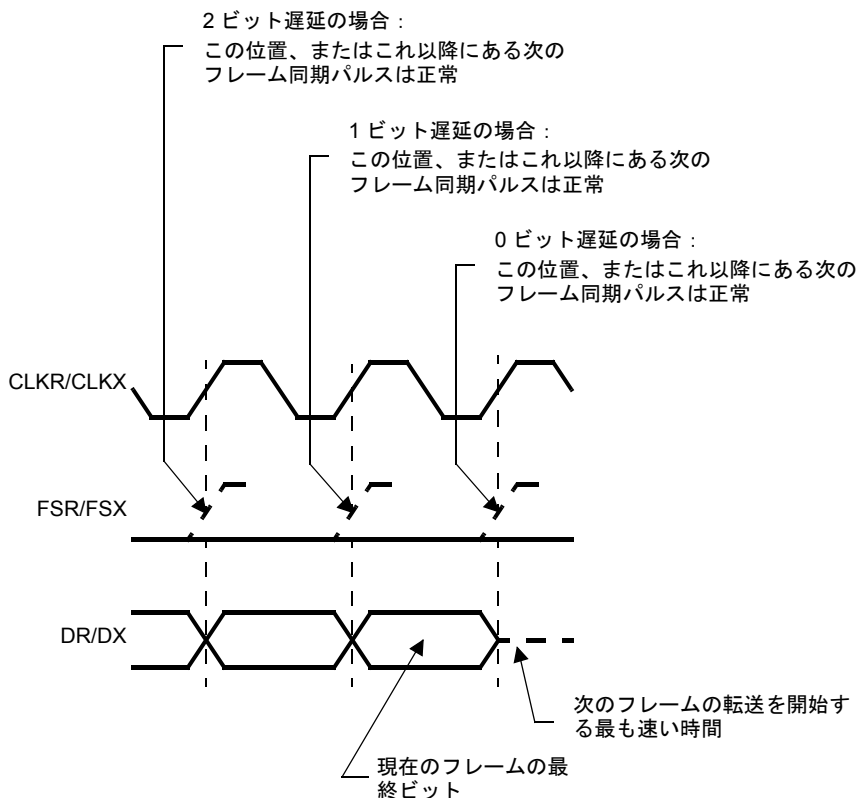 2 ビット遅延の場合：
この位置、またはこれ以降にある次の
フレーム同期パルスは正常
1 ビット遅延の場合：
この位置、またはこれ以降にある次の
フレーム同期パルスは正常
0 ビット遅延の場合：
この位置、またはこれ以降にある次の
フレーム同期パルスは正常
CLKR/CLKX
FSR/FSX
DR/DX
次のフレームの転送を開始す
る最も速い時間
現在のフレームの最
終ビット